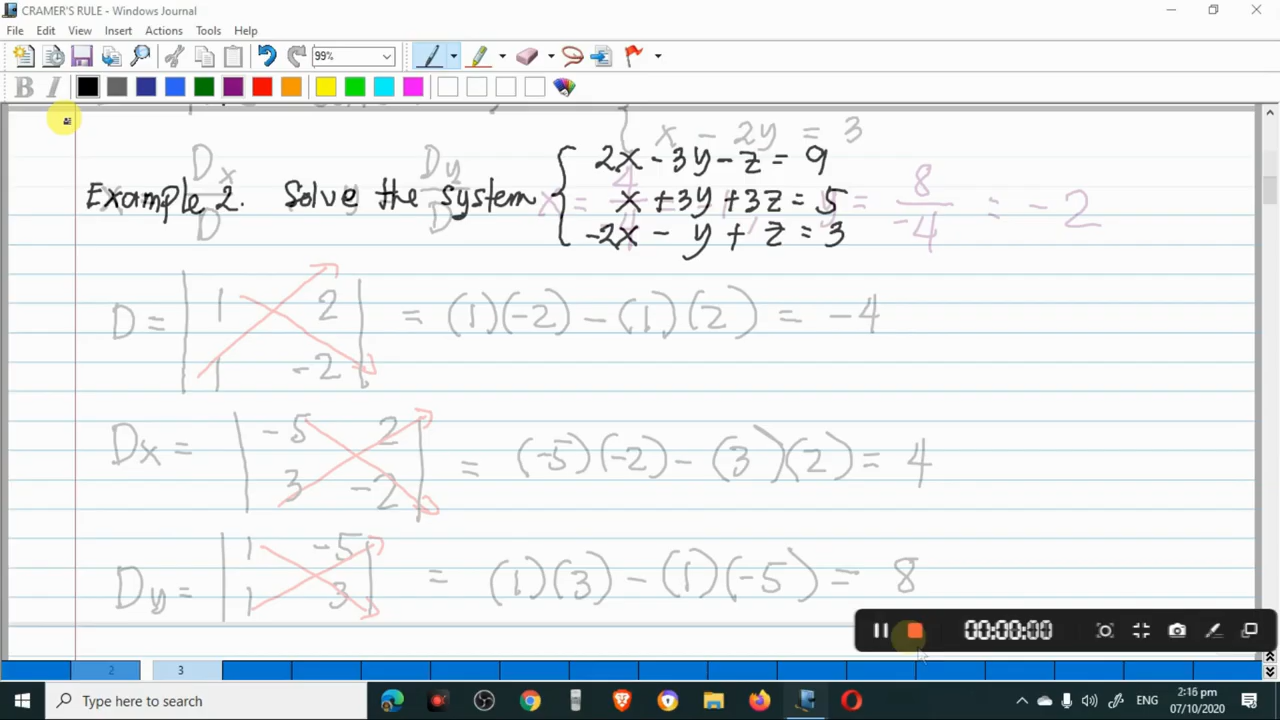 CRAMER'S RULE - Windows Journal
File Edit View Insert Actions Tools Help
99%
B I
x - 2y = 3
Dx Dy
2x - 3y - z = 9
Example 2. Solve the system x + 3y + 3z = 5
-2x - y + z = 3
D D
x = 4 / -4 y = 8 / -4 = -2
D = | 1 2 | = (1)(-2) - (1)(2) = -4
1 -2
Dx = | -5 2 | = (-5)(-2) - (3)(2) = 4
3 -2
Dy = | 1 -5 | = (1)(3) - (1)(-5) = 8
1 3
00:00:00
2 3
Type here to search
ENG
2:16 pm
07/10/2020